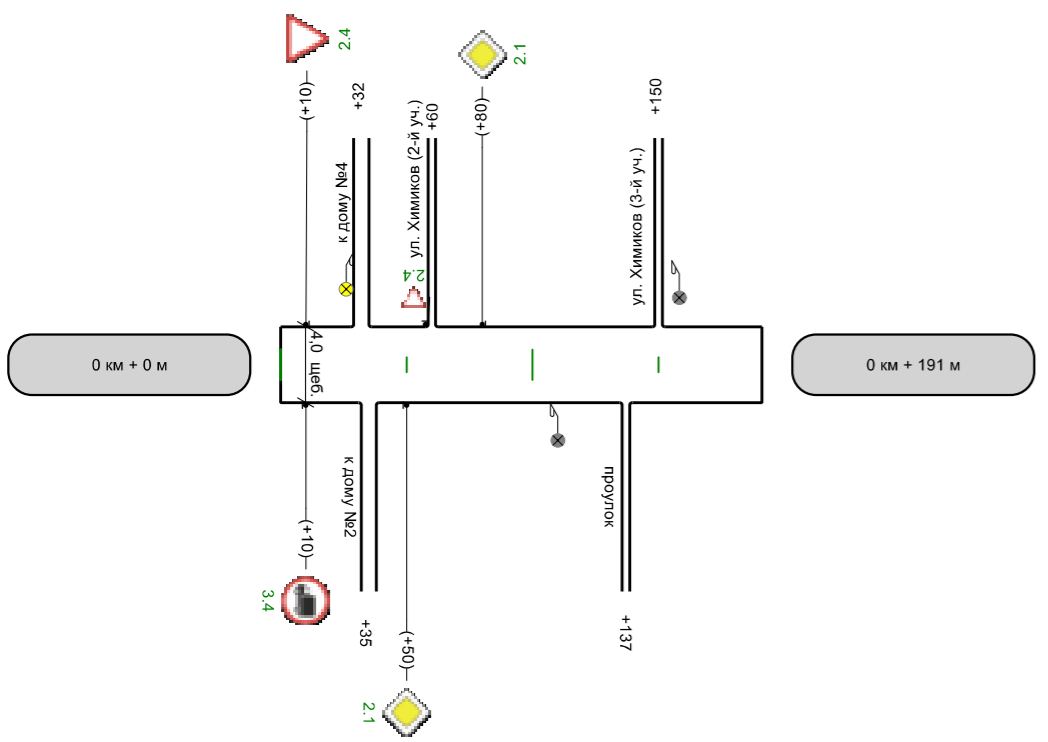 2.4
2.1
(+10)
+32
+60
(+80)
+150
к дому №4
ул. Химиков (2-й уч.)
ул. Химиков (3-й уч.)
2.4
0 км + 0 м
4,0 щеб.
0 км + 191 м
к дому №2
проулок
(+10)
3.4
+35
(+50)
+137
2.1